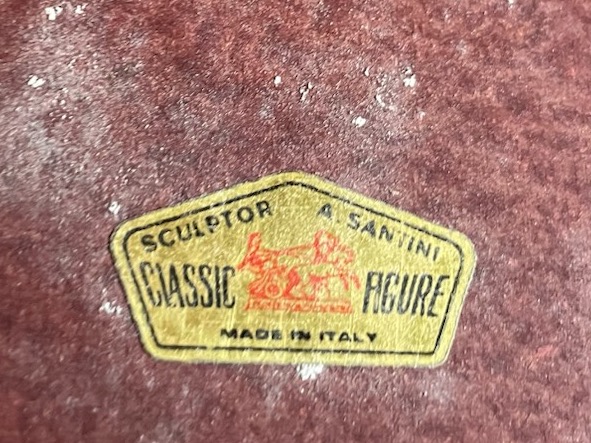 SCULPTOR A. SANTINI
CLASSIC FIGURE
MADE IN ITALY